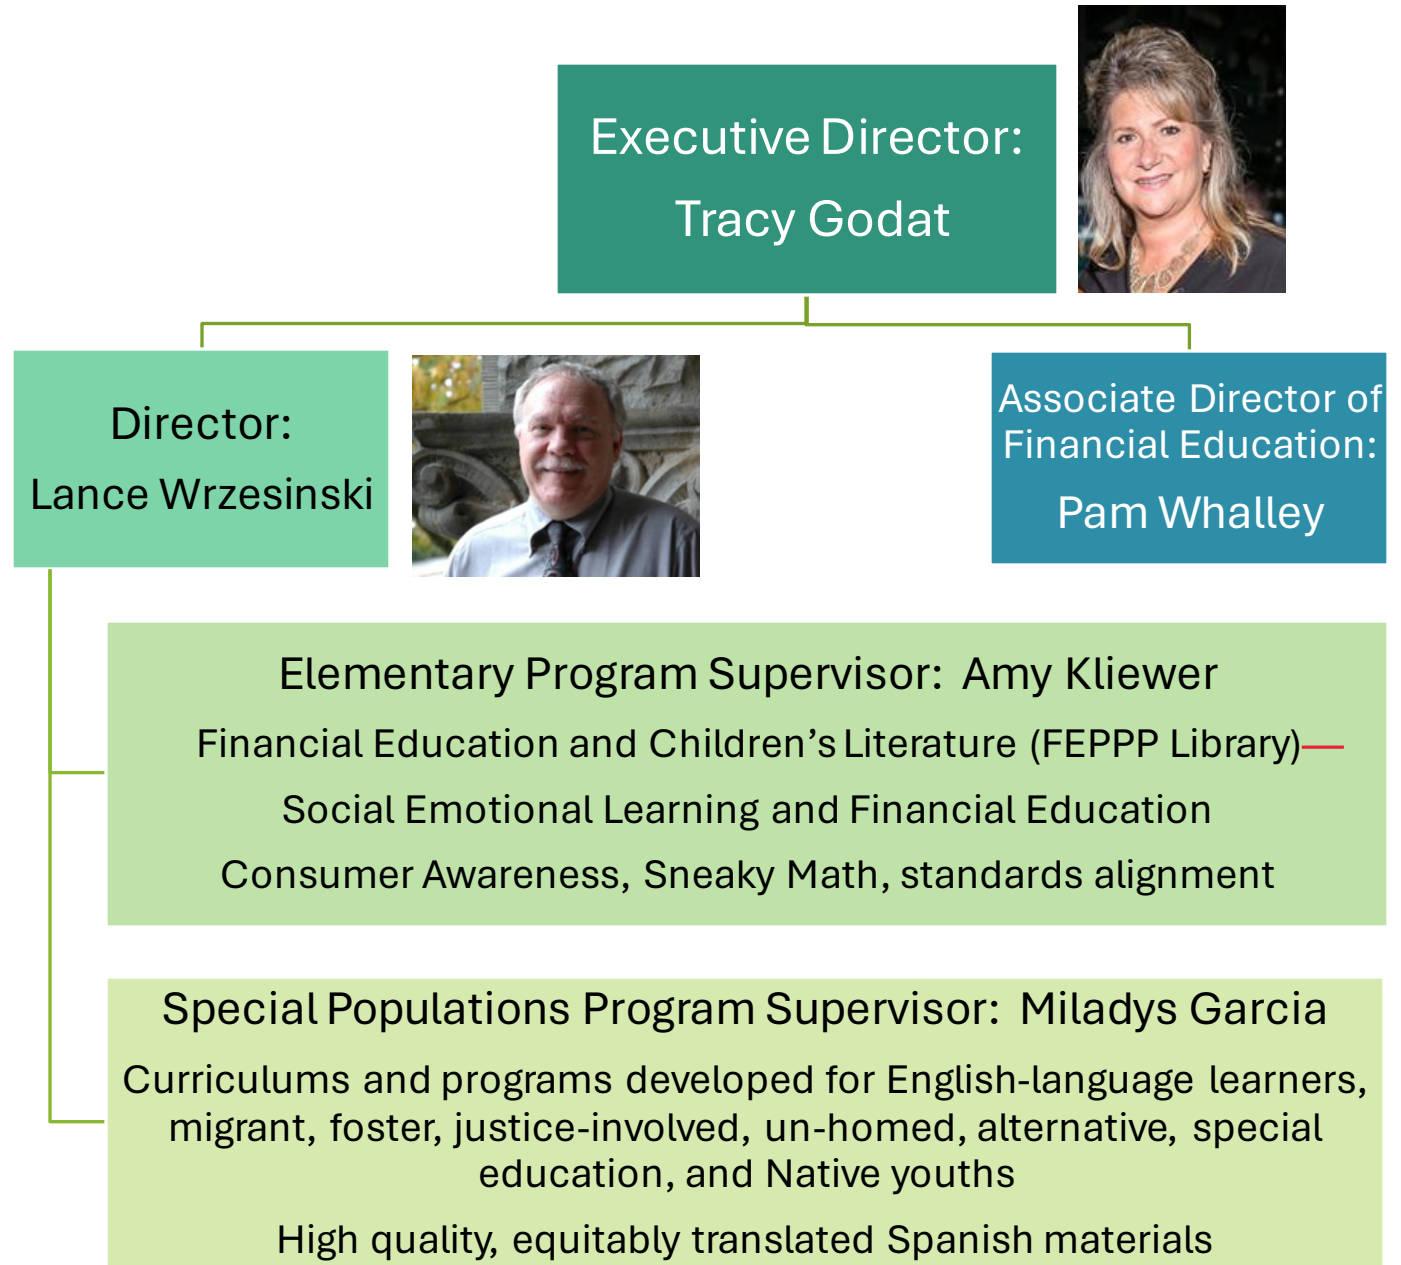 Executive Director:
Tracy Godat
Director:
Lance Wrzesinski
Associate Director of
Financial Education:
Pam Whalley
Elementary Program Supervisor:  Amy Kliewer
Financial Education and Children’s Literature (FEPPP Library)—
Social Emotional Learning and Financial Education
Consumer Awareness, Sneaky Math, standards alignment
Special Populations Program Supervisor:  Miladys Garcia
Curriculums and programs developed for English-language learners,
migrant, foster, justice-involved, un-homed, alternative, special
education, and Native youths
High quality, equitably translated Spanish materials